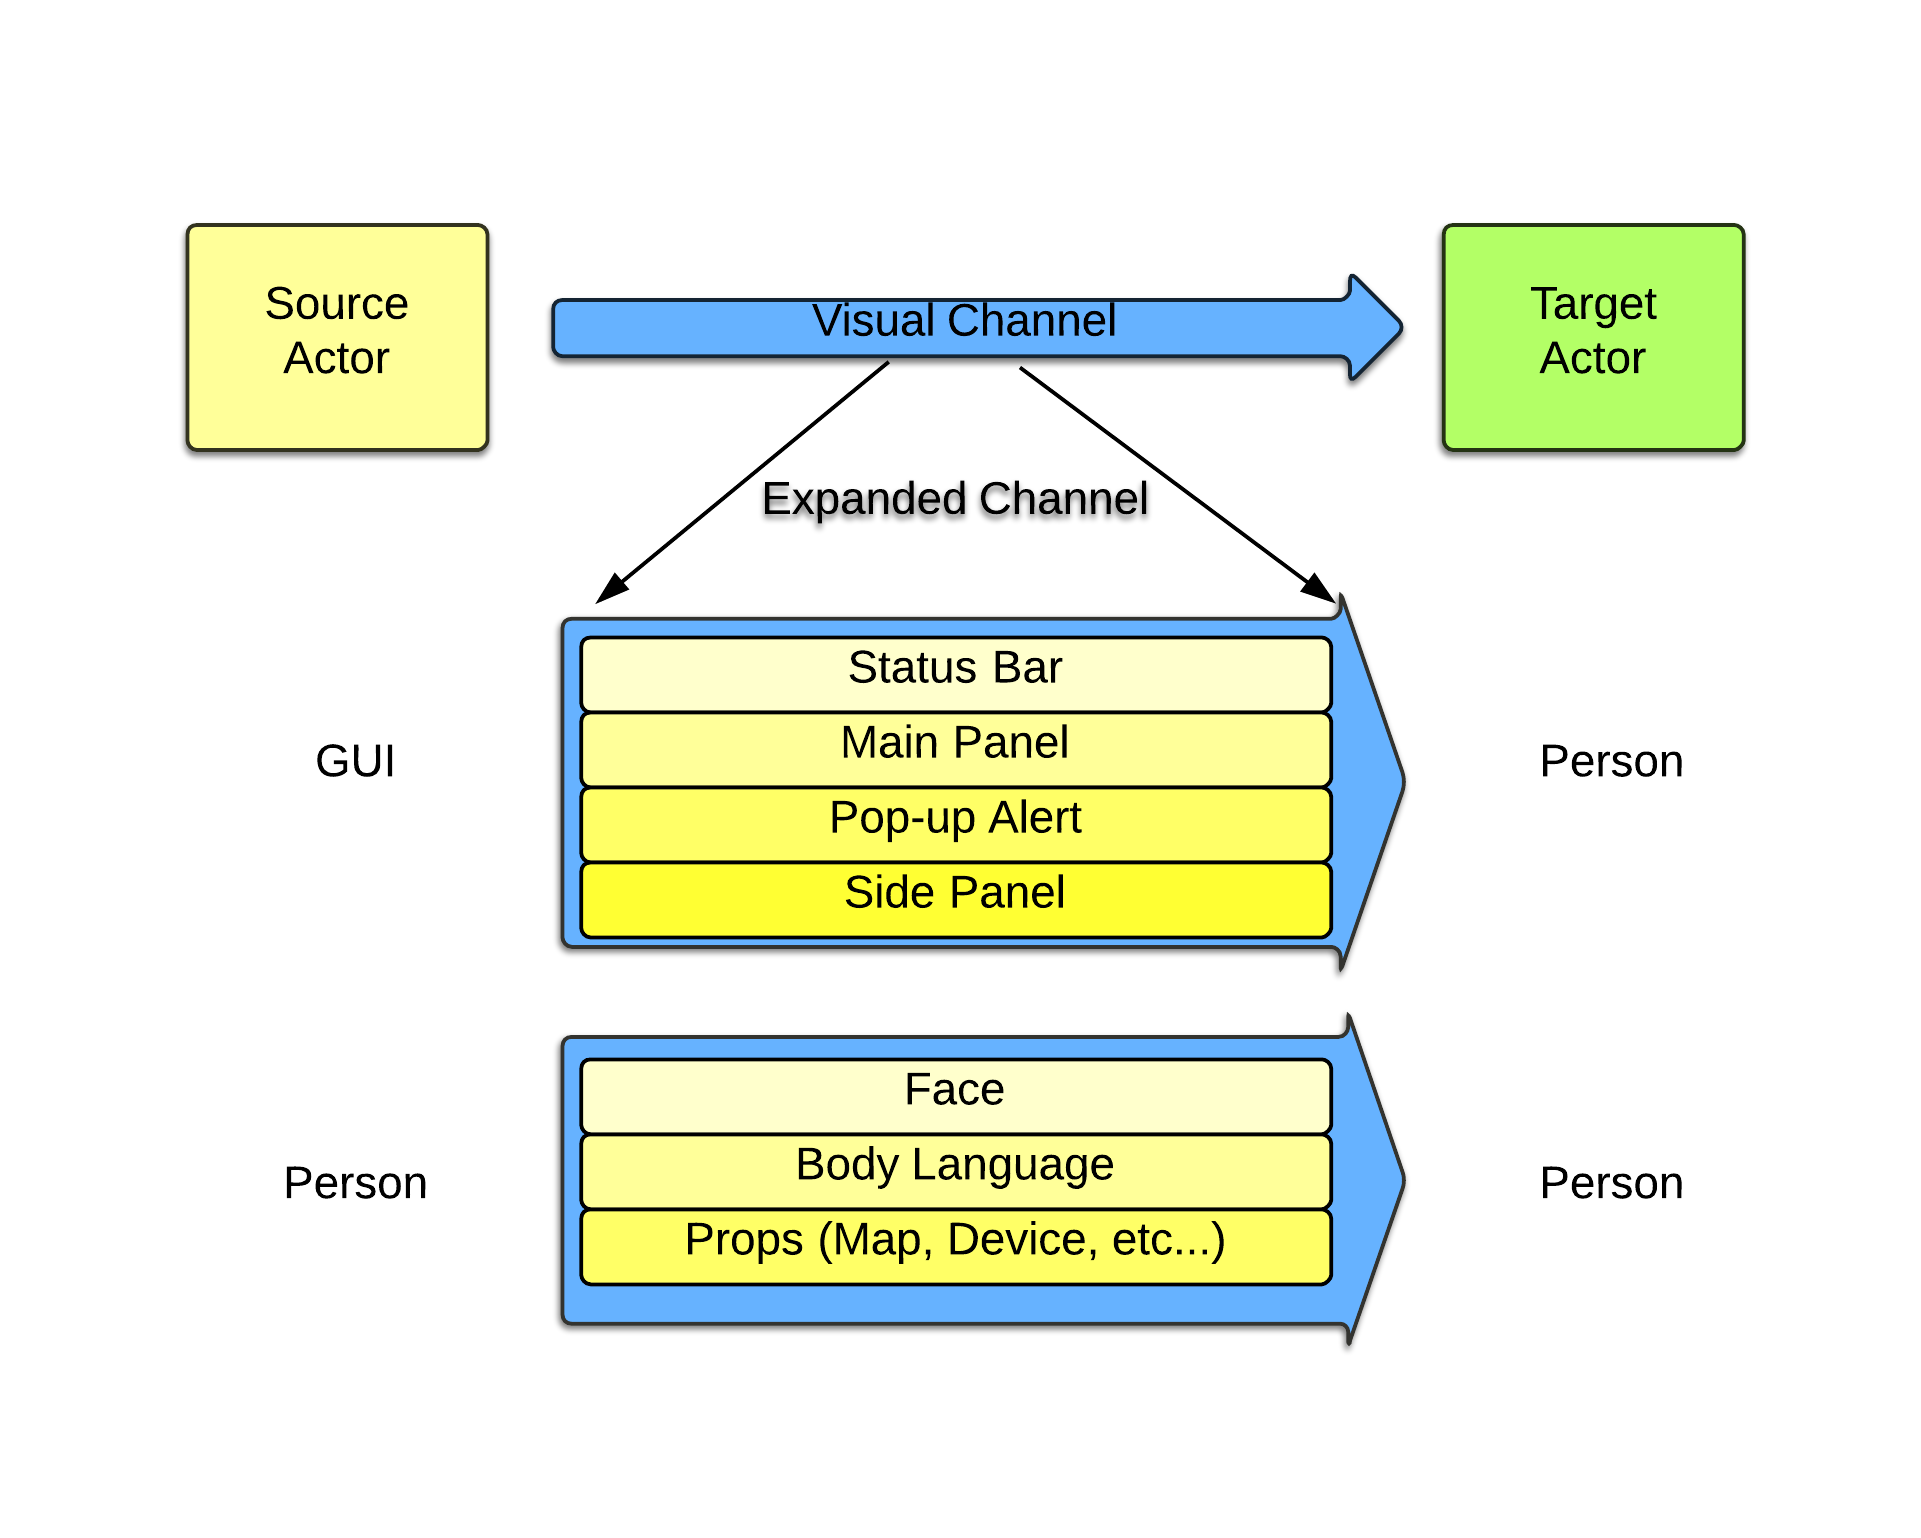 Source
Actor
Visual Channel
Target
Actor
Expanded Channel
GUI
Status Bar
Main Panel
Pop-up Alert
Side Panel
Person
Person
Face
Body Language
Props (Map, Device, etc...)
Person